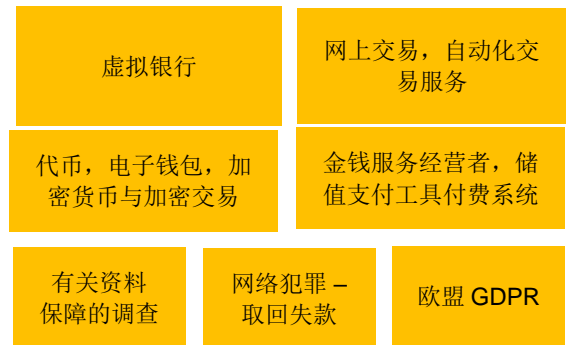 虚拟银行
网上交易，自动化交
易服务
代币，电子钱包，加
密货币与加密交易
金钱服务经营者，储
值支付工具付费系统
有关资料
保障的调查
网络犯罪 –
取回失款
欧盟 GDPR